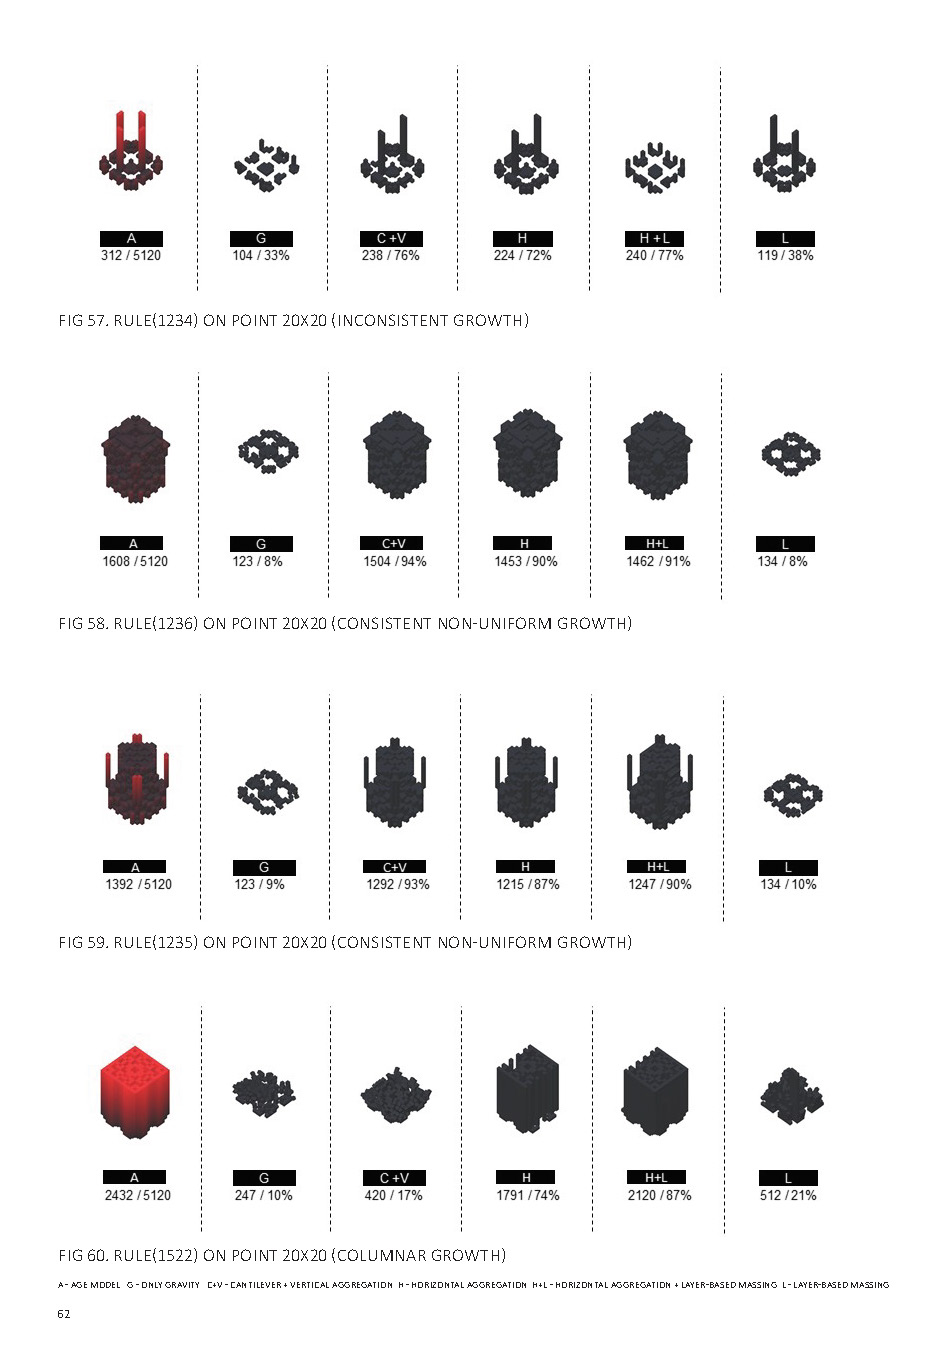 A G C +V H H + L L
312 / 5120 104 / 33% 238 / 76% 224 / 72% 240 / 77% 119 / 38%
FIG 57. RULE(1234) ON POINT 20X20 (INCONSISTENT GROWTH)
A G C+V H H+L L
1608 / 5120 123 / 8% 1504 / 94% 1453 / 90% 1462 / 91% 134 / 8%
FIG 58. RULE(1236) ON POINT 20X20 (CONSISTENT NON-UNIFORM GROWTH)
A G C+V H H+L L
1392 / 5120 123 / 9% 1292 / 93% 1215 / 87% 1247 / 90% 134 / 10%
FIG 59. RULE(1235) ON POINT 20X20 (CONSISTENT NON-UNIFORM GROWTH)
A G C +V H H+L L
2432 / 5120 247 / 10% 420 / 17% 1791 / 74% 2120 / 87% 512 / 21%
FIG 60. RULE(1522) ON POINT 20X20 (COLUMNAR GROWTH)
A - AGE MODEL G - ONLY GRAVITY C+V - CANTILEVER + VERTICAL AGGREGATION H - HORIZONTAL AGGREGATION H+L - HORIZONTAL AGGREGATION + LAYER-BASED MASSING L - LAYER-BASED MASSING
62